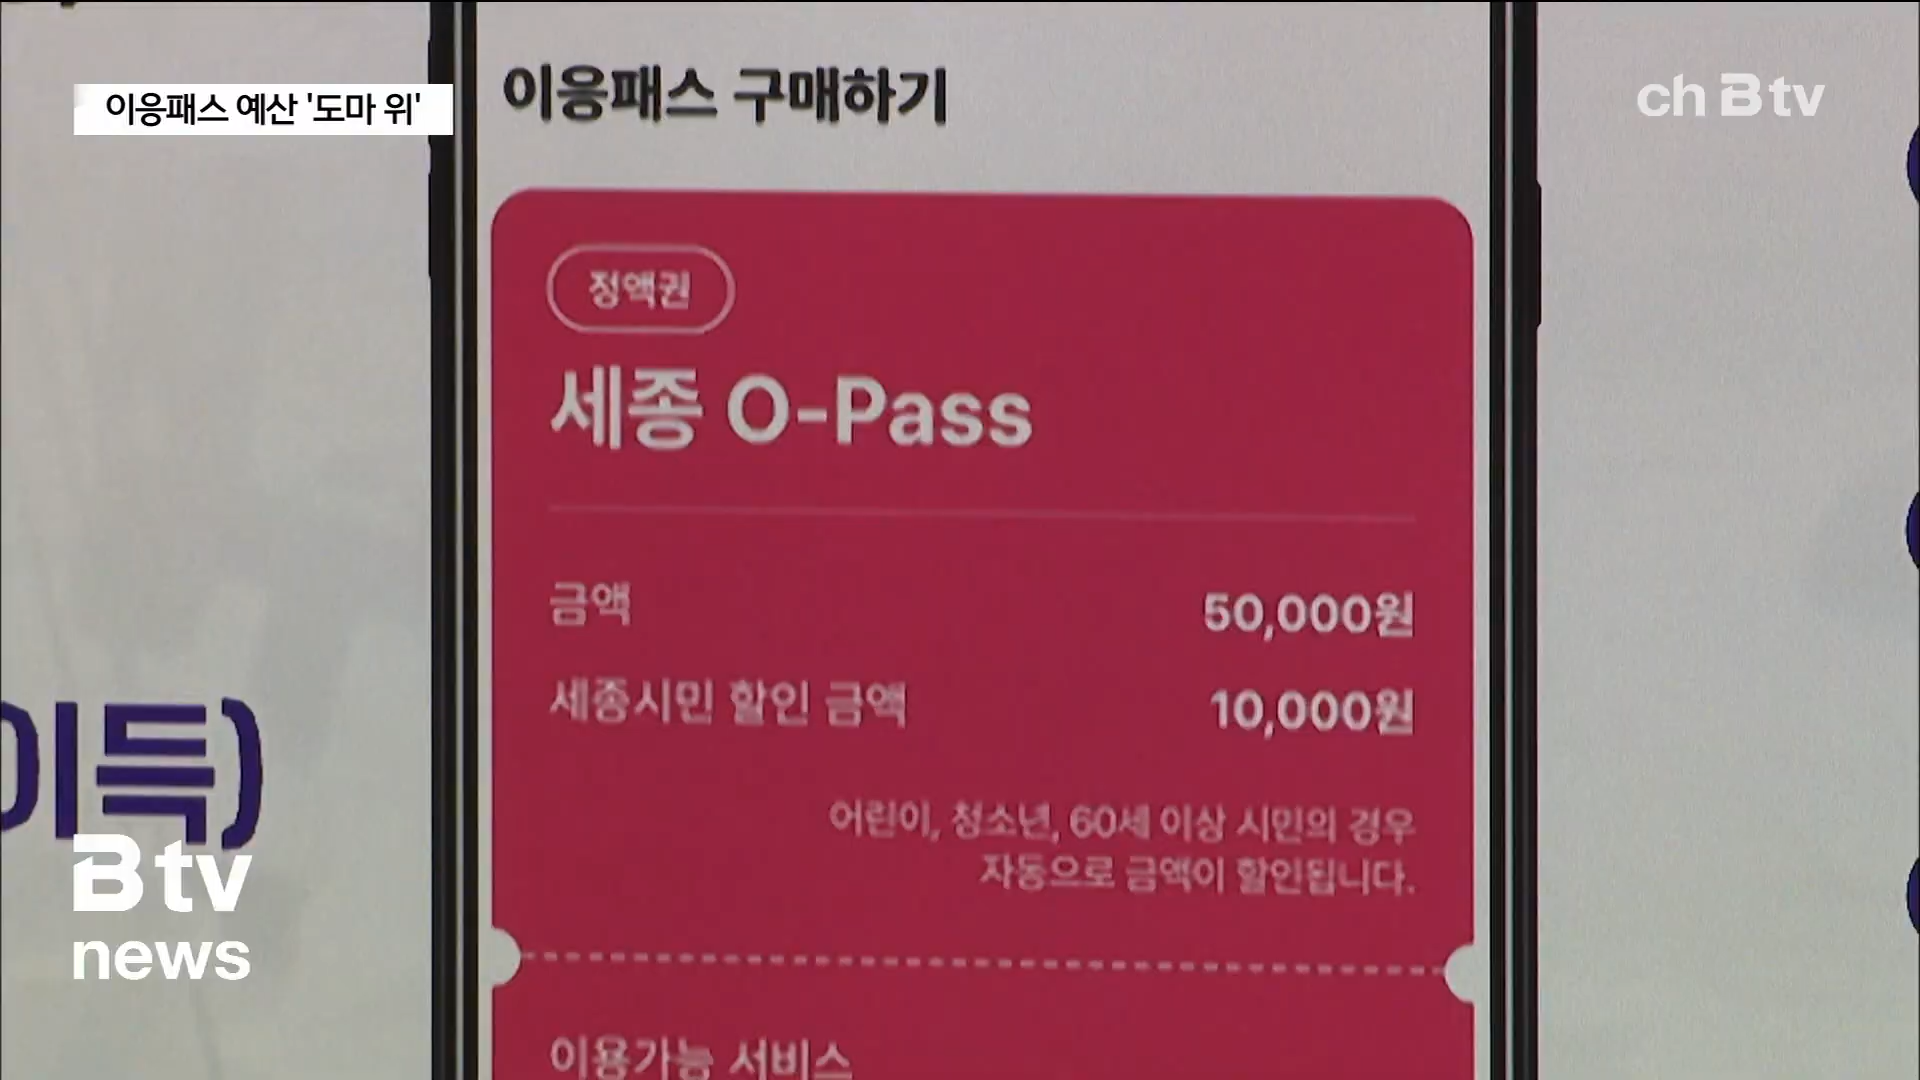 이응패스 예산 '도마 위'
ch B tv
이응패스 구매하기
정액권
세종 O-Pass
금액 50,000원
세종시민 할인 금액 10,000원
어린이, 청소년, 60세 이상 시민의 경우
자동으로 금액이 할인됩니다.
이용가능 서비스
이득)
B tv
news